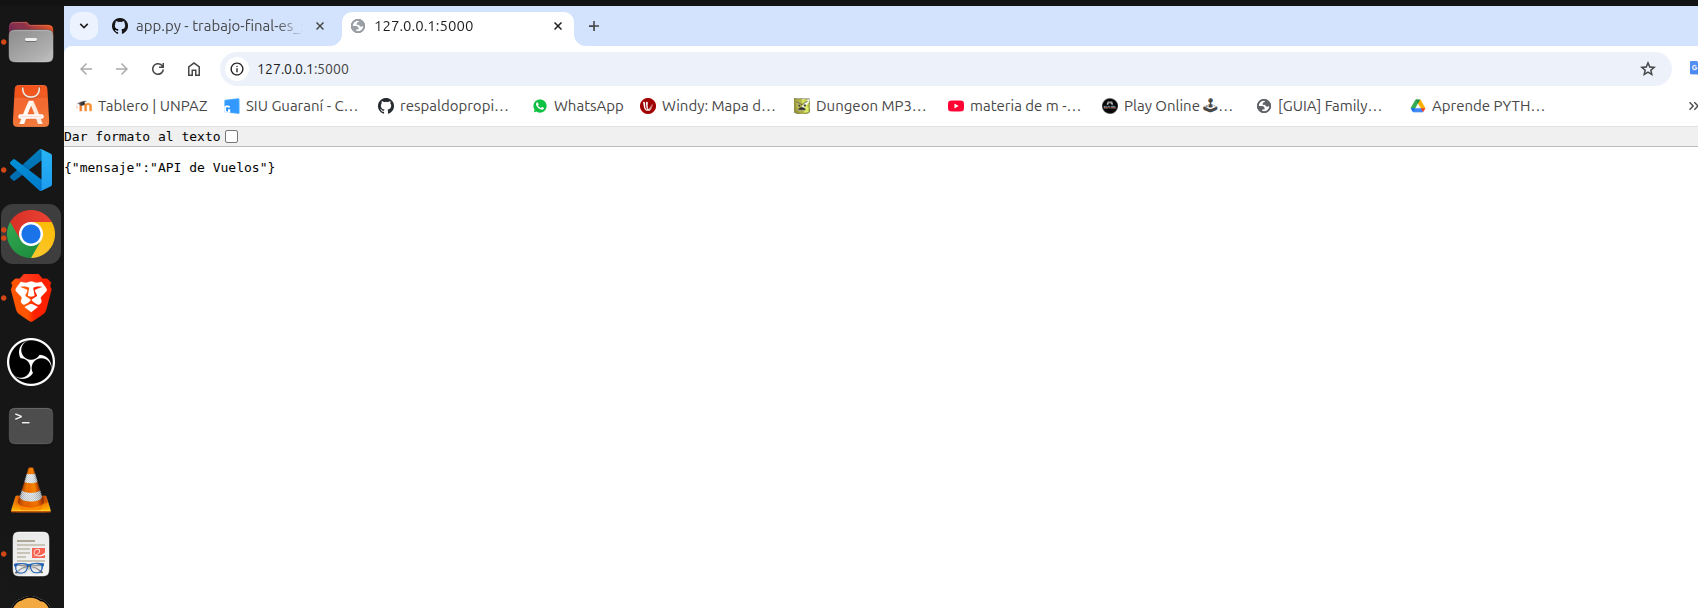 app.py - trabajo-final-es_
127.0.0.1:5000
127.0.0.1:5000
Tablero | UNPAZ
SIU Guaraní - C...
respaldopropi...
WhatsApp
Windy: Mapa d...
Dungeon MP3...
materia de m -...
Play Online 🕹...
[GUIA] Family...
Aprende PYTH...
»
Dar formato al texto
{"mensaje":"API de Vuelos"}
>_